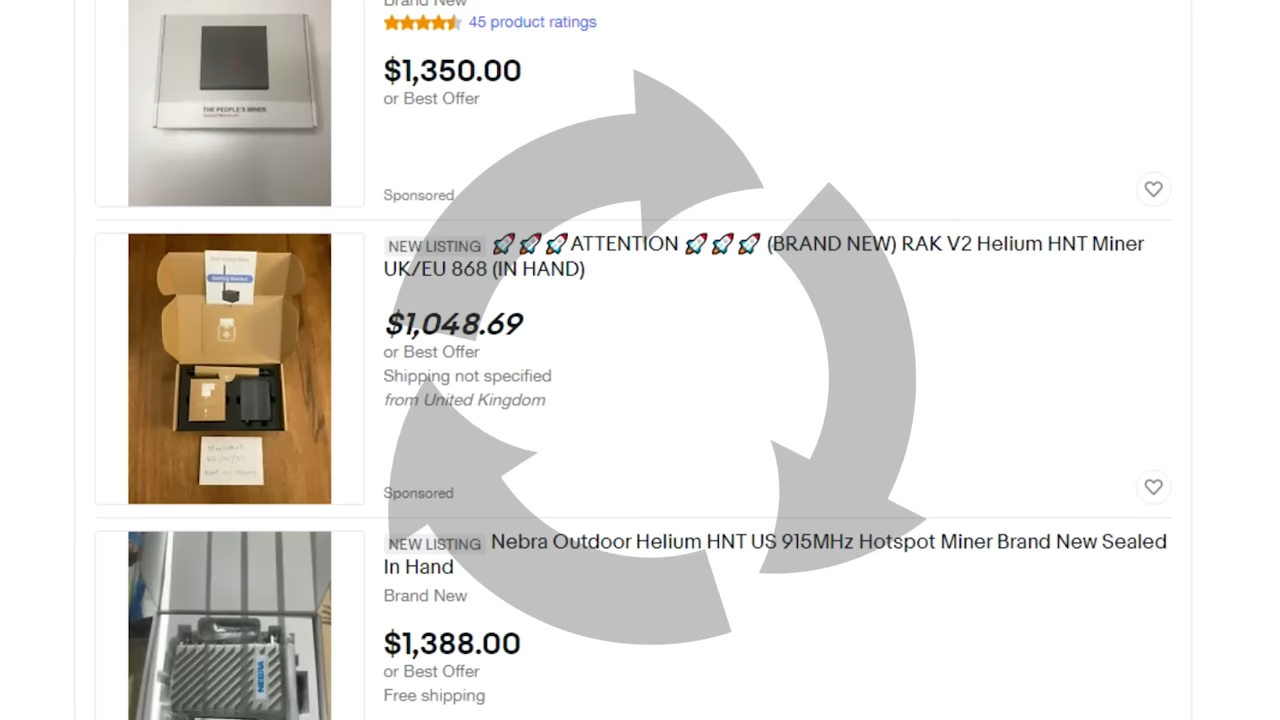 Brand New
45 product ratings
$1,350.00
or Best Offer
THE PEOPLE'S MINER
Sponsored
NEW LISTING 🚀🚀🚀ATTENTION 🚀🚀🚀 (BRAND NEW) RAK V2 Helium HNT Miner
UK/EU 868 (IN HAND)
Getting Started
$1,048.69
or Best Offer
Shipping not specified
from United Kingdom
Sponsored
NEW LISTING Nebra Outdoor Helium HNT US 915MHz Hotspot Miner Brand New Sealed
In Hand
Brand New
$1,388.00
or Best Offer
Free shipping
NEBRA